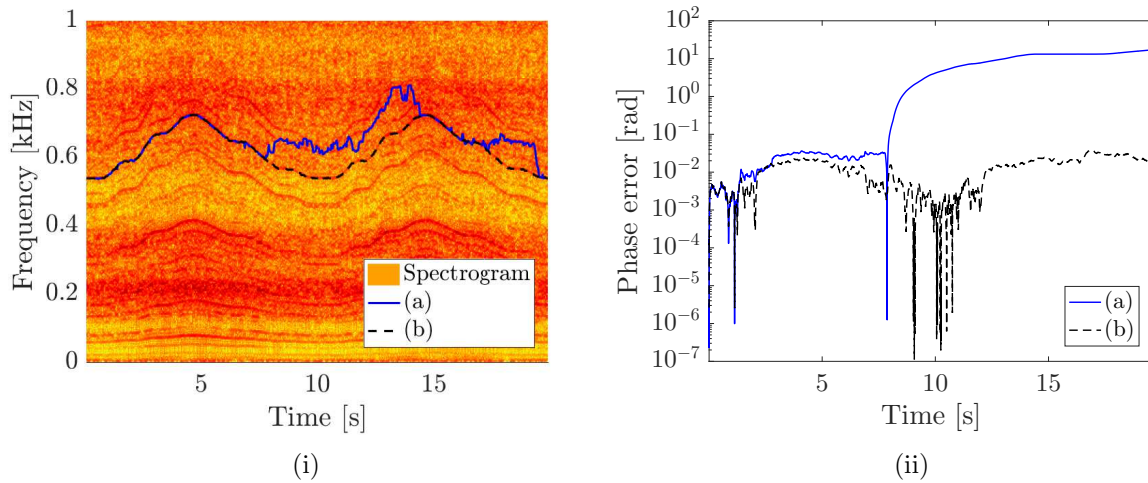 1
0.8
0.6
0.4
0.2
0
Frequency [kHz]
5
10
15
Time [s]
Spectrogram
(a)
(b)
(i)
10^2
10^1
10^0
10^-1
10^-2
10^-3
10^-4
10^-5
10^-6
10^-7
Phase error [rad]
5
10
15
Time [s]
(a)
(b)
(ii)